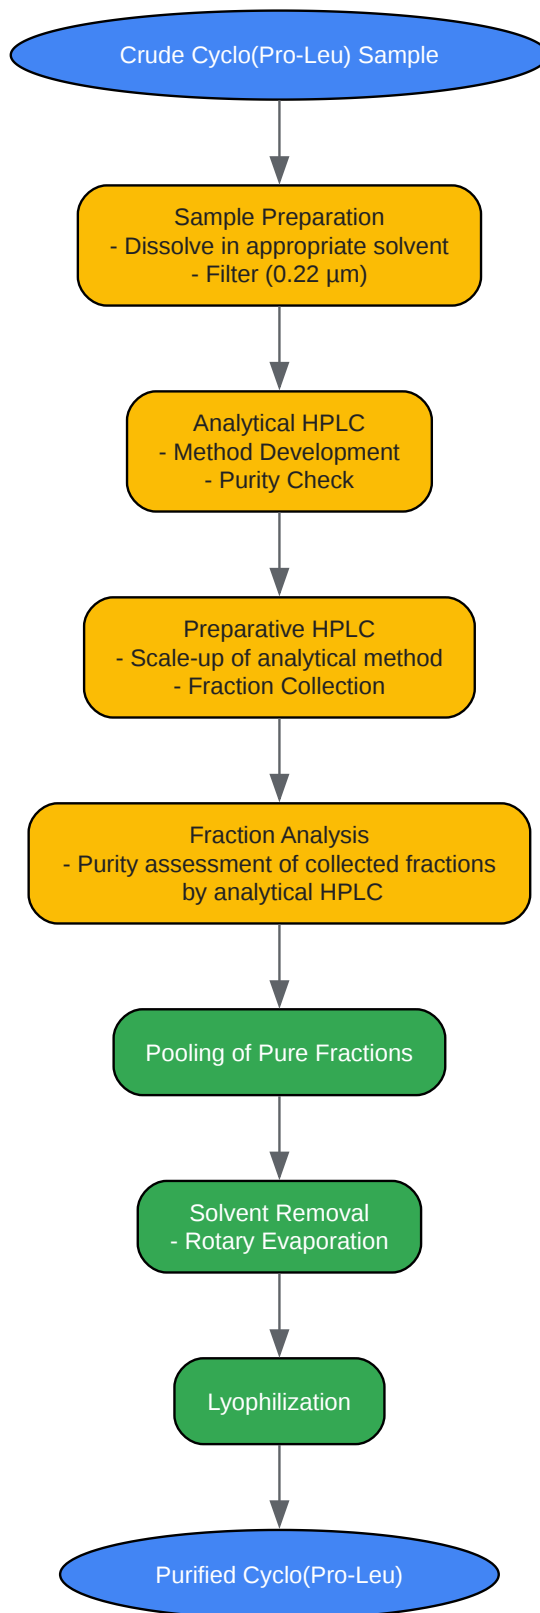 Crude Cyclo(Pro-Leu) Sample
Sample Preparation
- Dissolve in appropriate solvent
- Filter (0.22 µm)
Analytical HPLC
- Method Development
- Purity Check
Preparative HPLC
- Scale-up of analytical method
- Fraction Collection
Fraction Analysis
- Purity assessment of collected fractions
by analytical HPLC
Pooling of Pure Fractions
Solvent Removal
- Rotary Evaporation
Lyophilization
Purified Cyclo(Pro-Leu)